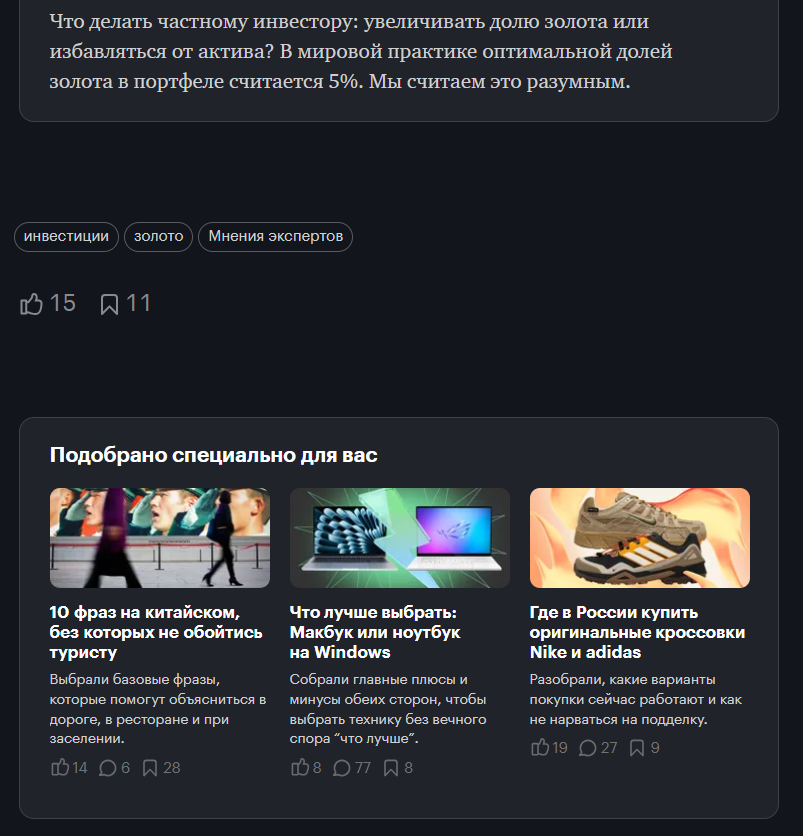 Что делать частному инвестору: увеличивать долю золота или
избавляться от актива? В мировой практике оптимальной долей
золота в портфеле считается 5%. Мы считаем это разумным.
инвестиции золото Мнения экспертов
15 11
Подобрано специально для вас
10 фраз на китайском,
без которых не обойтись
туристу
Выбрали базовые фразы,
которые помогут объясниться в
дороге, в ресторане и при
заселении.
14 6 28
Что лучше выбрать:
Макбук или ноутбук
на Windows
Собрали главные плюсы и
минусы обеих сторон, чтобы
выбрать технику без вечного
спора “что лучше”.
8 77 8
Где в России купить
оригинальные кроссовки
Nike и adidas
Разобрали, какие варианты
покупки сейчас работают и как
не нарваться на подделку.
19 27 9